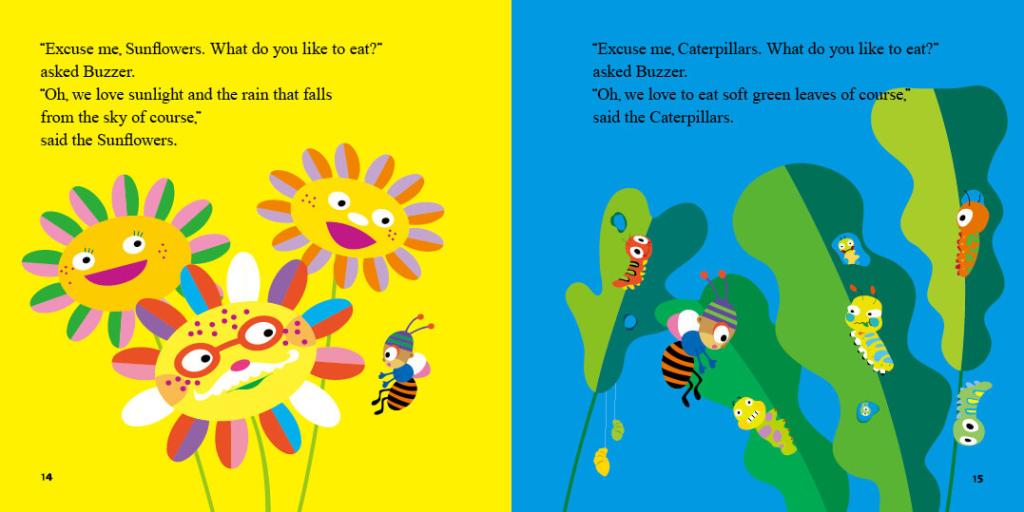 “Excuse me, Sunflowers. What do you like to eat?”
asked Buzzer.
“Oh, we love sunlight and the rain that falls
from the sky of course,”
said the Sunflowers.
14
“Excuse me, Caterpillars. What do you like to eat?”
asked Buzzer.
“Oh, we love to eat soft green leaves of course,”
said the Caterpillars.
15